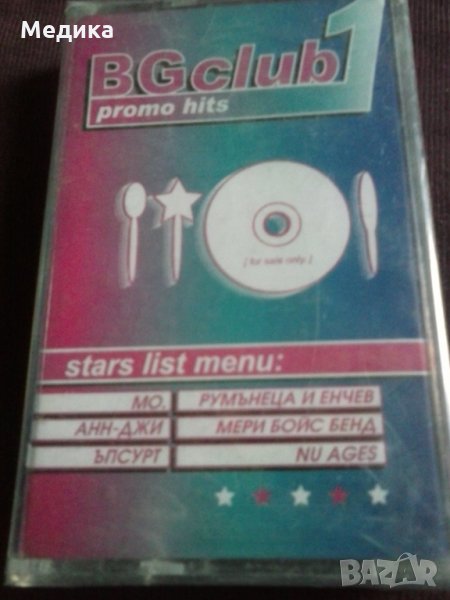 Медика
BGclub 1
promo hits
[ for sale only. ]
stars list menu:
МО. РУМЪНЕЦА И ЕНЧЕВ
АНН-ДЖИ МЕРИ БОЙС БЕНД
ЪПСУРТ NU AGES
BAZAR